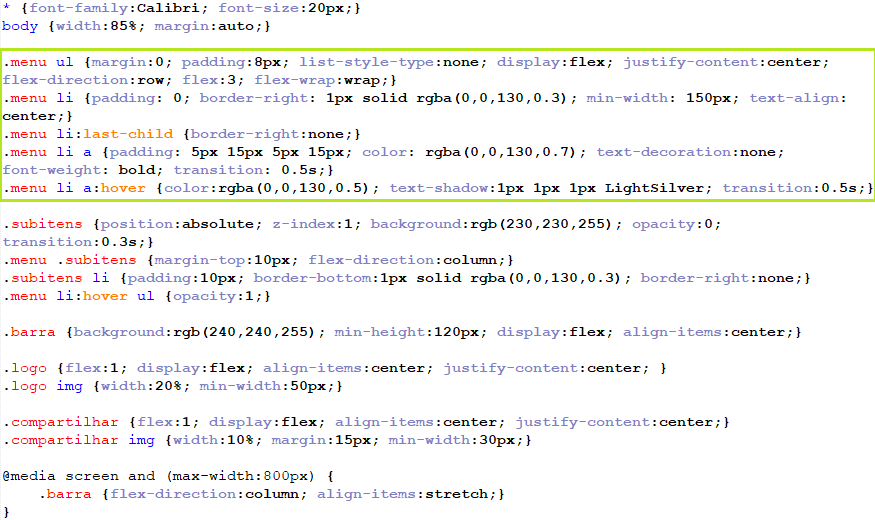 * {font-family:Calibri; font-size:20px;}
body {width:85%; margin:auto;}

.menu ul {margin:0; padding:8px; list-style-type:none; display:flex; justify-content:center;
flex-direction:row; flex:3; flex-wrap:wrap;}
.menu li {padding: 0; border-right: 1px solid rgba(0,0,130,0.3); min-width: 150px; text-align:
center;}
.menu li:last-child {border-right:none;}
.menu li a {padding: 5px 15px 5px 15px; color: rgba(0,0,130,0.7); text-decoration:none;
font-weight: bold; transition: 0.5s;}
.menu li a:hover {color:rgba(0,0,130,0.5); text-shadow:1px 1px 1px LightSilver; transition:0.5s;}

.subitens {position:absolute; z-index:1; background:rgb(230,230,255); opacity:0;
transition:0.3s;}
.menu .subitens {margin-top:10px; flex-direction:column;}
.subitens li {padding:10px; border-bottom:1px solid rgba(0,0,130,0.3); border-right:none;}
.menu li:hover ul {opacity:1;}

.barra {background:rgb(240,240,255); min-height:120px; display:flex; align-items:center;}

.logo {flex:1; display:flex; align-items:center; justify-content:center; }
.logo img {width:20%; min-width:50px;}

.compartilhar {flex:1; display:flex; align-items:center; justify-content:center;}
.compartilhar img {width:10%; margin:15px; min-width:30px;}

@media screen and (max-width:800px) {
    .barra {flex-direction:column; align-items:stretch;}
}